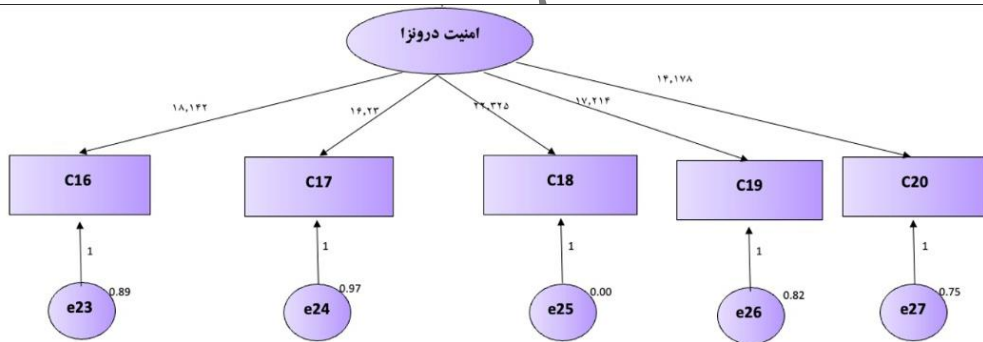 امنیت درونزا
۱۸,۱۴۲
۱۶,۲۳
۲۲,۳۲۵
۱۷,۲۱۴
۱۴,۱۷۸
C16
C17
C18
C19
C20
1
1
1
1
1
0.89
0.97
0.00
0.82
0.75
e23
e24
e25
e26
e27